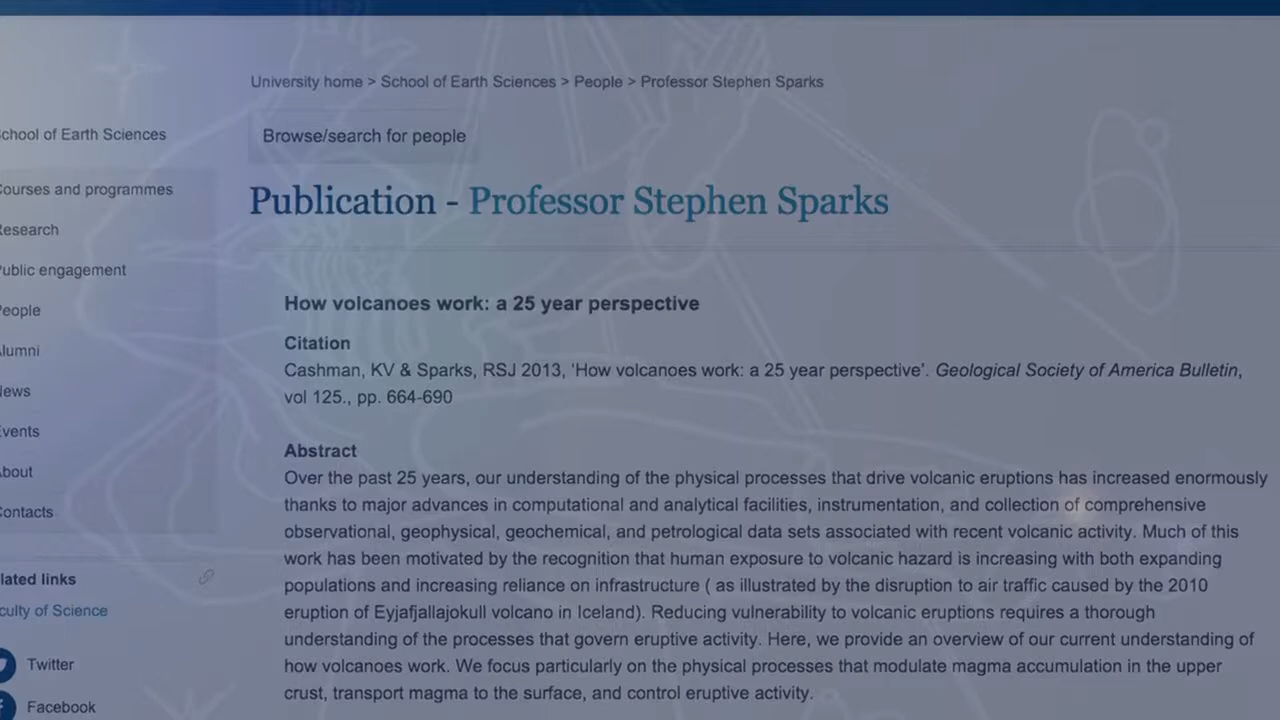 University home > School of Earth Sciences > People > Professor Stephen Sparks
Browse/search for people
chool of Earth Sciences
Courses and programmes
Research
Public engagement
People
Alumni
News
Events
About
Contacts
lated links
culty of Science
Twitter
Facebook
Publication - Professor Stephen Sparks
How volcanoes work: a 25 year perspective
Citation
Cashman, KV & Sparks, RSJ 2013, 'How volcanoes work: a 25 year perspective'. Geological Society of America Bulletin,
vol 125., pp. 664-690
Abstract
Over the past 25 years, our understanding of the physical processes that drive volcanic eruptions has increased enormously
thanks to major advances in computational and analytical facilities, instrumentation, and collection of comprehensive
observational, geophysical, geochemical, and petrological data sets associated with recent volcanic activity. Much of this
work has been motivated by the recognition that human exposure to volcanic hazard is increasing with both expanding
populations and increasing reliance on infrastructure ( as illustrated by the disruption to air traffic caused by the 2010
eruption of Eyjafjallajokull volcano in Iceland). Reducing vulnerability to volcanic eruptions requires a thorough
understanding of the processes that govern eruptive activity. Here, we provide an overview of our current understanding of
how volcanoes work. We focus particularly on the physical processes that modulate magma accumulation in the upper
crust, transport magma to the surface, and control eruptive activity.